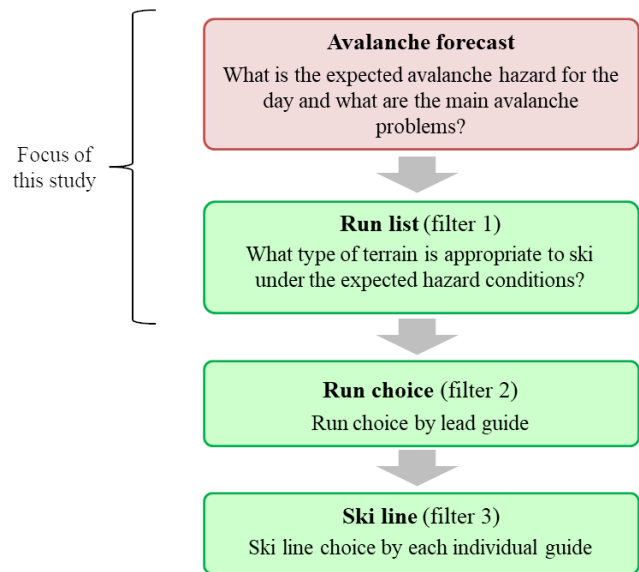 Avalanche forecast
What is the expected avalanche hazard for the
day and what are the main avalanche
problems?
Focus of
this study
Run list (filter 1)
What type of terrain is appropriate to ski
under the expected hazard conditions?
Run choice (filter 2)
Run choice by lead guide
Ski line (filter 3)
Ski line choice by each individual guide